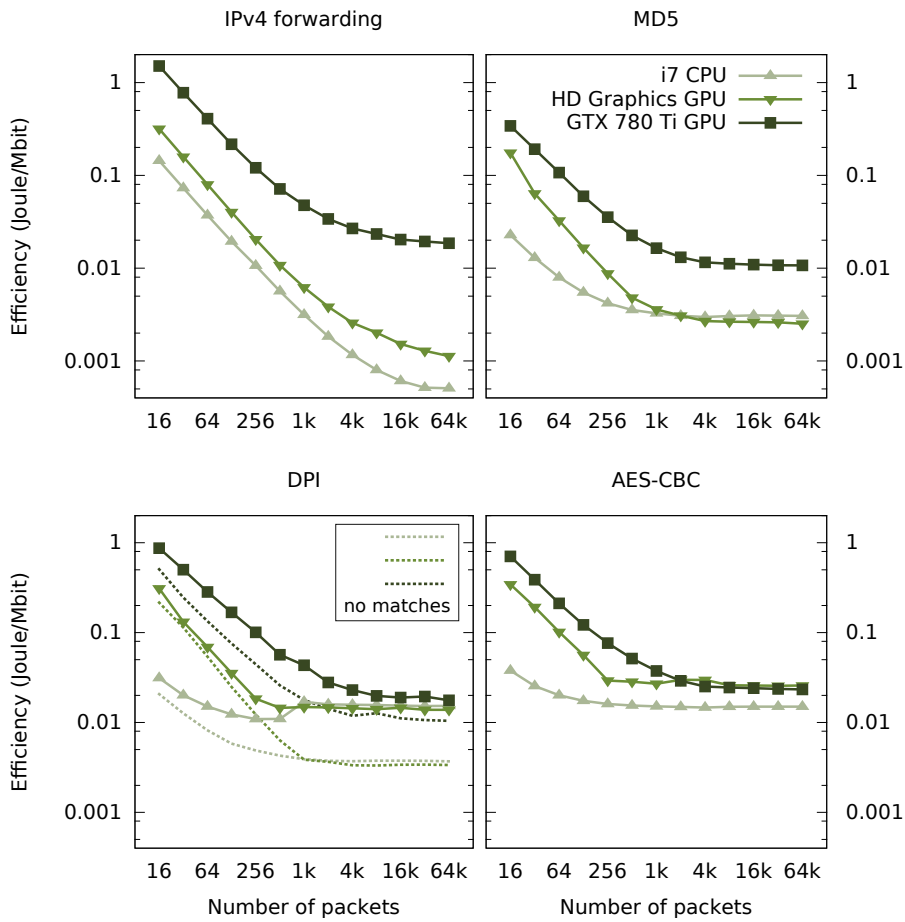 IPv4 forwarding
MD5
Efficiency (Joule/Mbit)
1
0.1
0.01
0.001
16 64 256 1k 4k 16k 64k
i7 CPU
HD Graphics GPU
GTX 780 Ti GPU
1
0.1
0.01
0.001
16 64 256 1k 4k 16k 64k
DPI
AES-CBC
Efficiency (Joule/Mbit)
1
0.1
0.01
0.001
no matches
16 64 256 1k 4k 16k 64k
Number of packets
1
0.1
0.01
0.001
16 64 256 1k 4k 16k 64k
Number of packets